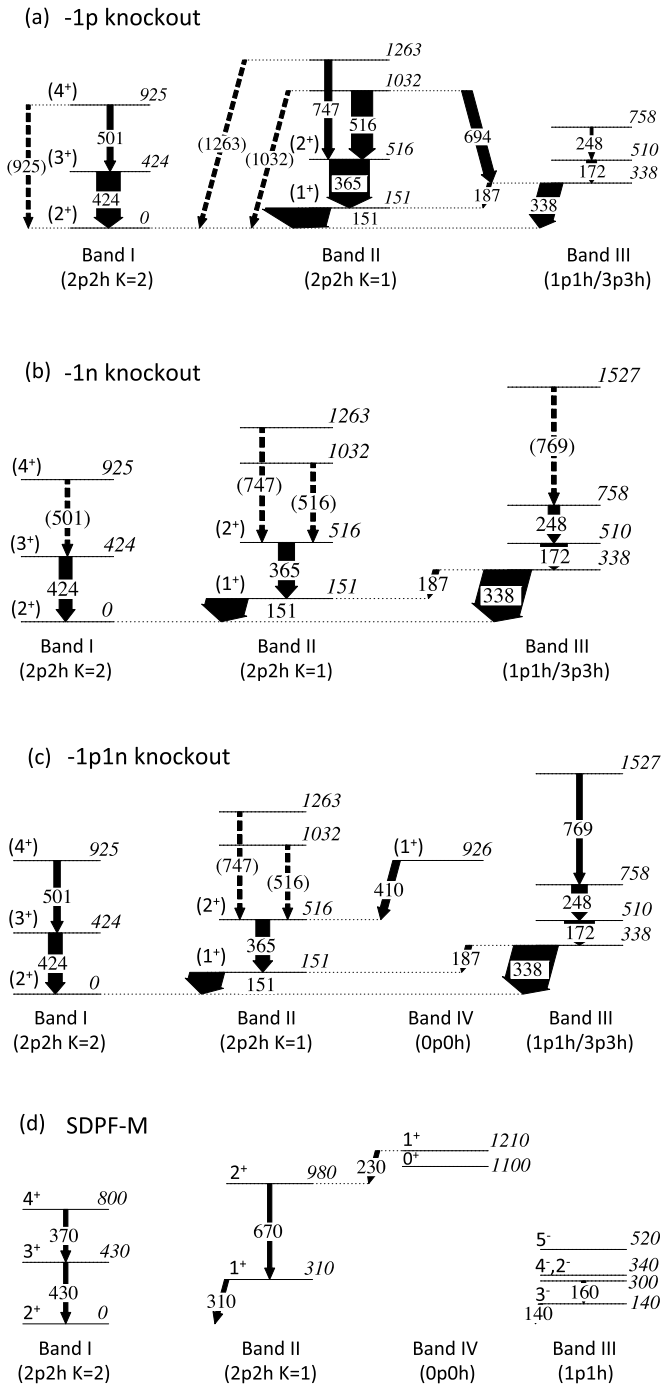 (a) -1p knockout
1263
(4⁺) 925 1032
747 516 758
501 (1263) (1032) (2⁺) 516 694 248 510
(925) (3⁺) 424 365 172 338
424 (1⁺) 151 187 338
(2⁺) 0 151
Band I Band II Band III
(2p2h K=2) (2p2h K=1) (1p1h/3p3h)
(b) -1n knockout
1527
1263
(4⁺) 925 1032 (769)
(747) (516) 758
(501) (2⁺) 516 248 510
(3⁺) 424 365 172 338
424 (1⁺) 151 187 338
(2⁺) 0 151
Band I Band II Band III
(2p2h K=2) (2p2h K=1) (1p1h/3p3h)
(c) -1p1n knockout
1527
1263
(4⁺) 925 1032 (1⁺) 926 769
(747) (516) 410 758
501 (2⁺) 516 248 510
(3⁺) 424 365 172 338
424 (1⁺) 151 187 338
(2⁺) 0 151
Band I Band II Band IV Band III
(2p2h K=2) (2p2h K=1) (0p0h) (1p1h/3p3h)
(d) SDPF-M
1⁺ 1210
2⁺ 980 230 0⁺ 1100
4⁺ 800
370 670 5⁻ 520
3⁺ 430 1⁺ 310 4⁻,2⁻ 340
430 310 160 300
2⁺ 0 3⁻ 140
140
Band I Band II Band IV Band III
(2p2h K=2) (2p2h K=1) (0p0h) (1p1h)